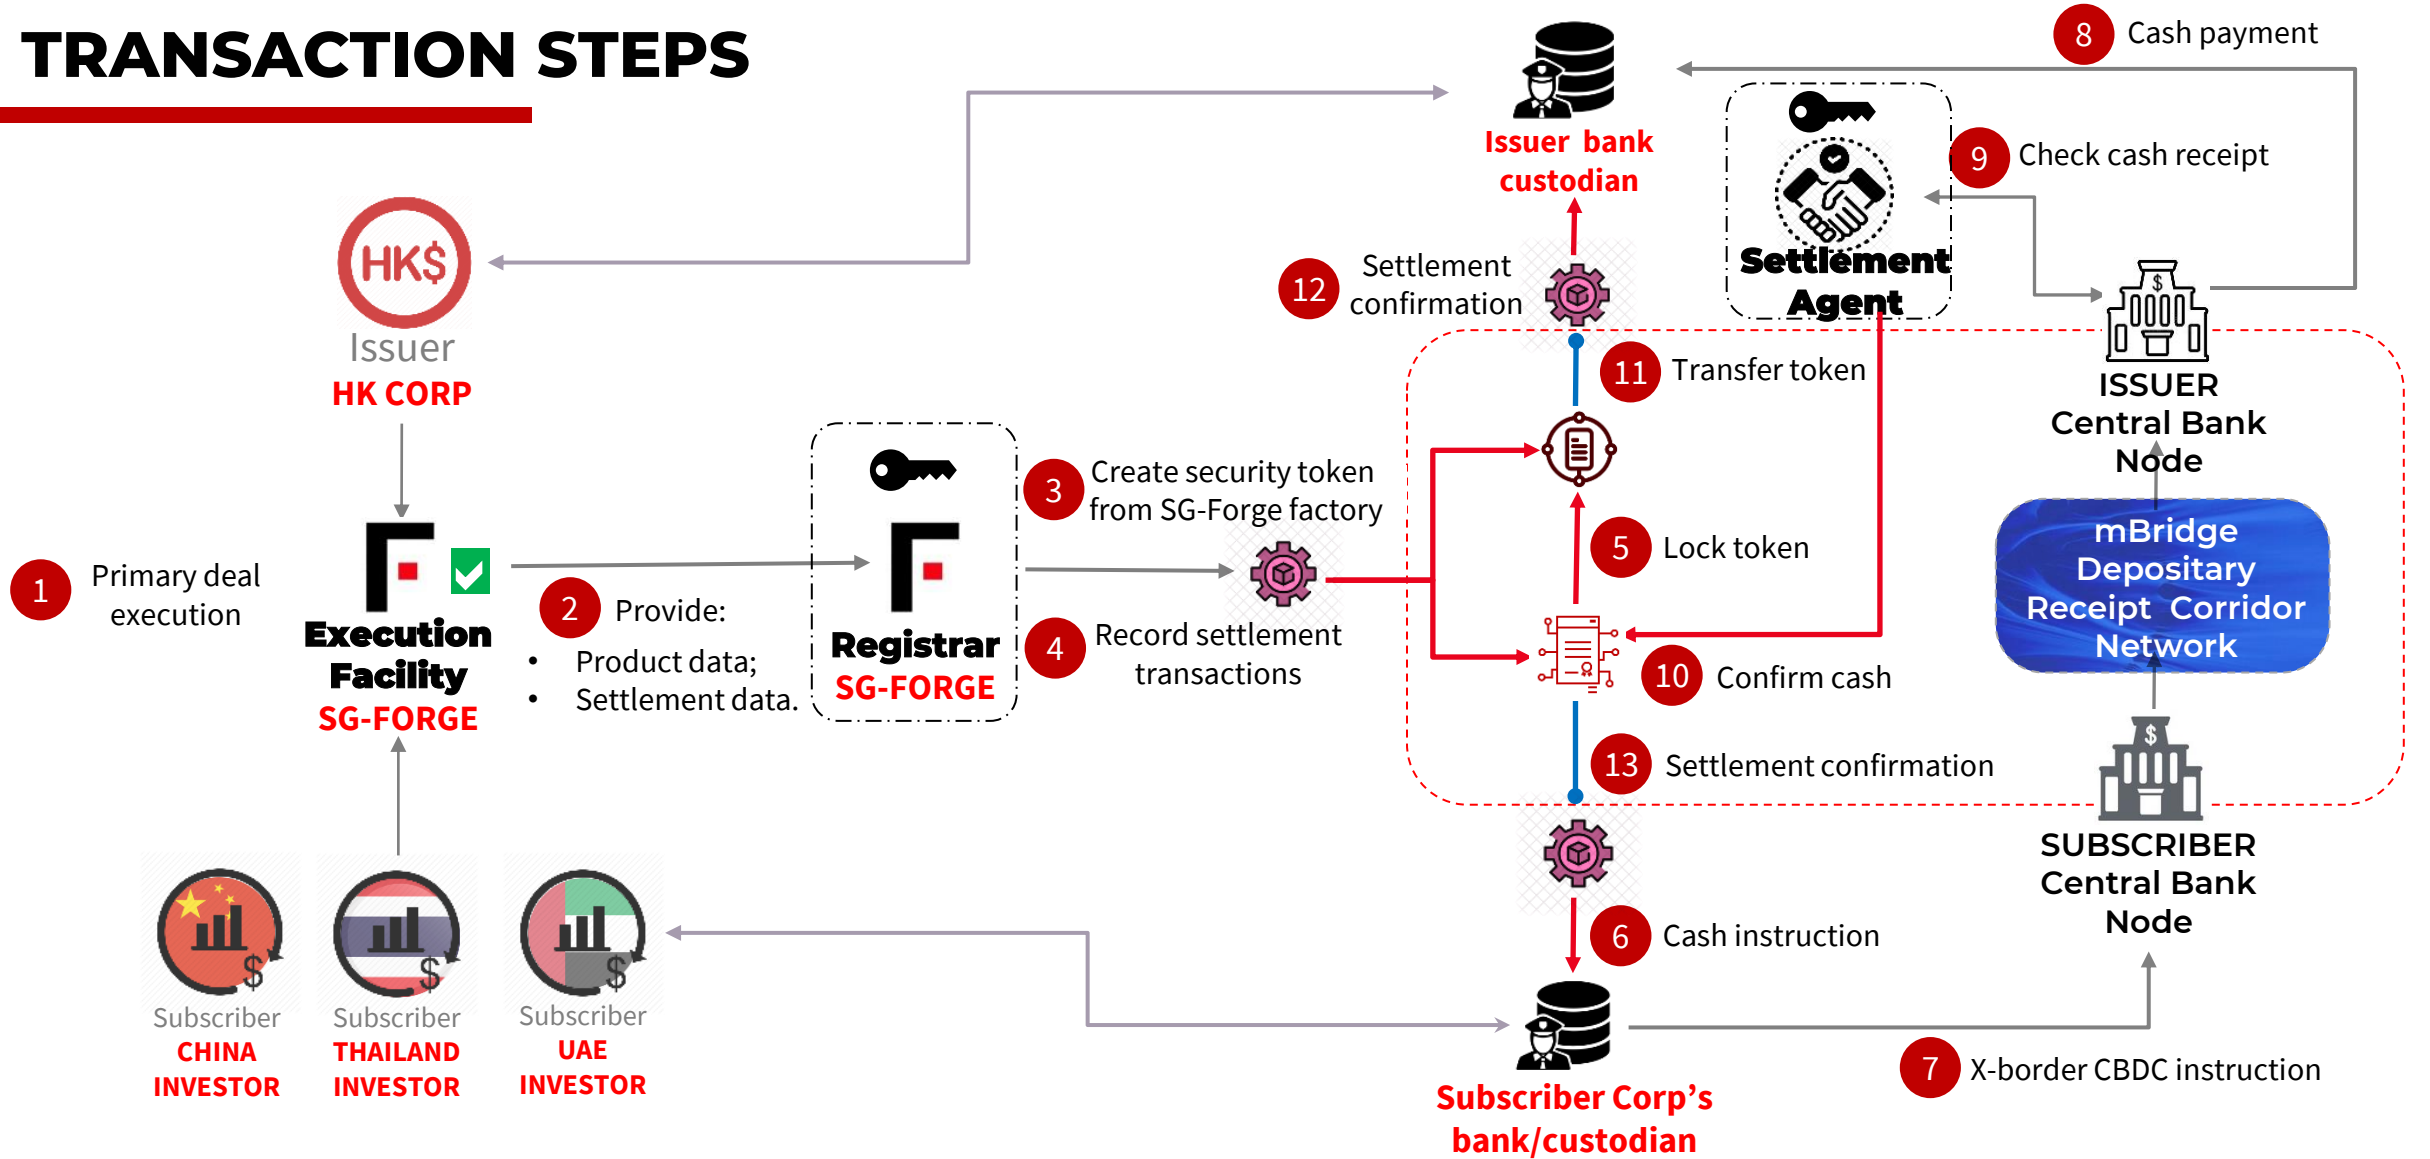 TRANSACTION STEPS
8
Cash payment
Issuer bank
custodian
9
Check cash receipt
HK$
Issuer
HK CORP
12
Settlement
confirmation
Settlement
Agent
$
11
Transfer token
ISSUER
Central Bank
Node
3
Create security token
from SG-Forge factory
1
Primary deal
execution
Execution
Facility
SG-FORGE
2
Provide:
• Product data;
• Settlement data.
Registrar
SG-FORGE
4
Record settlement
transactions
5
Lock token
10
Confirm cash
mBridge
Depositary
Receipt Corridor
Network
13
Settlement confirmation
$
SUBSCRIBER
Central Bank
Node
6
Cash instruction
$
$
$
Subscriber
CHINA
INVESTOR
Subscriber
THAILAND
INVESTOR
Subscriber
UAE
INVESTOR
7
X-border CBDC instruction
Subscriber Corp’s
bank/custodian